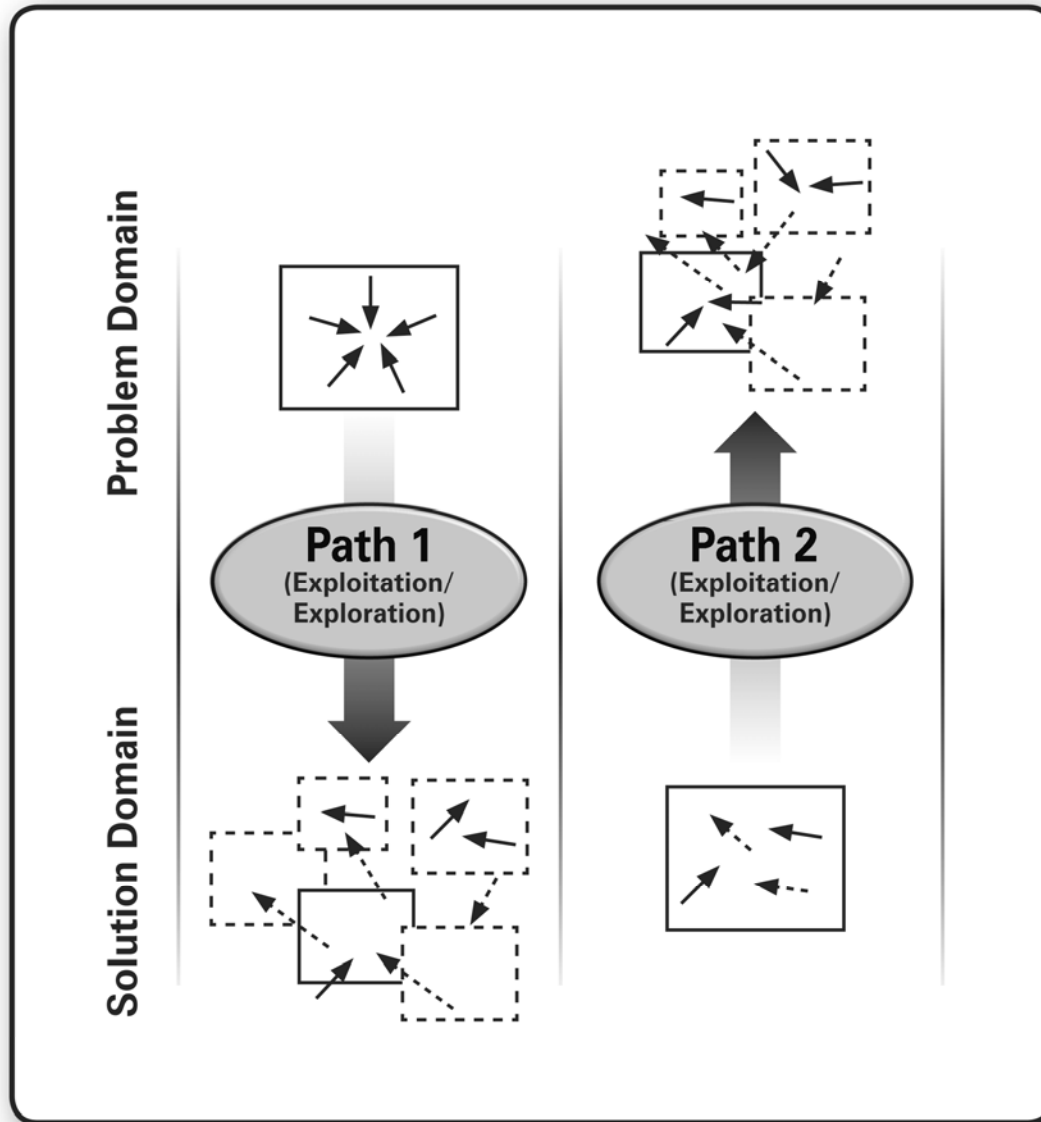 Problem Domain
Path 1
(Exploitation/
Exploration)
Path 2
(Exploitation/
Exploration)
Solution Domain